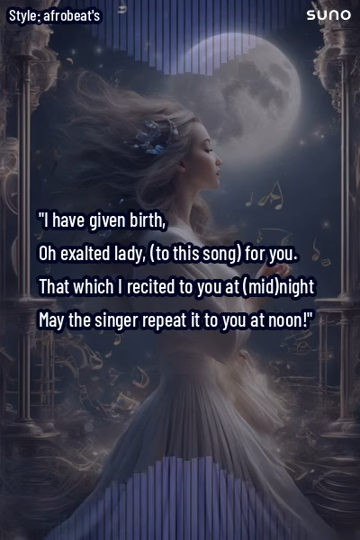 Style: afrobeat's
suno
"I have given birth,
Oh exalted lady, (to this song) for you.
That which I recited to you at (mid)night
May the singer repeat it to you at noon!"